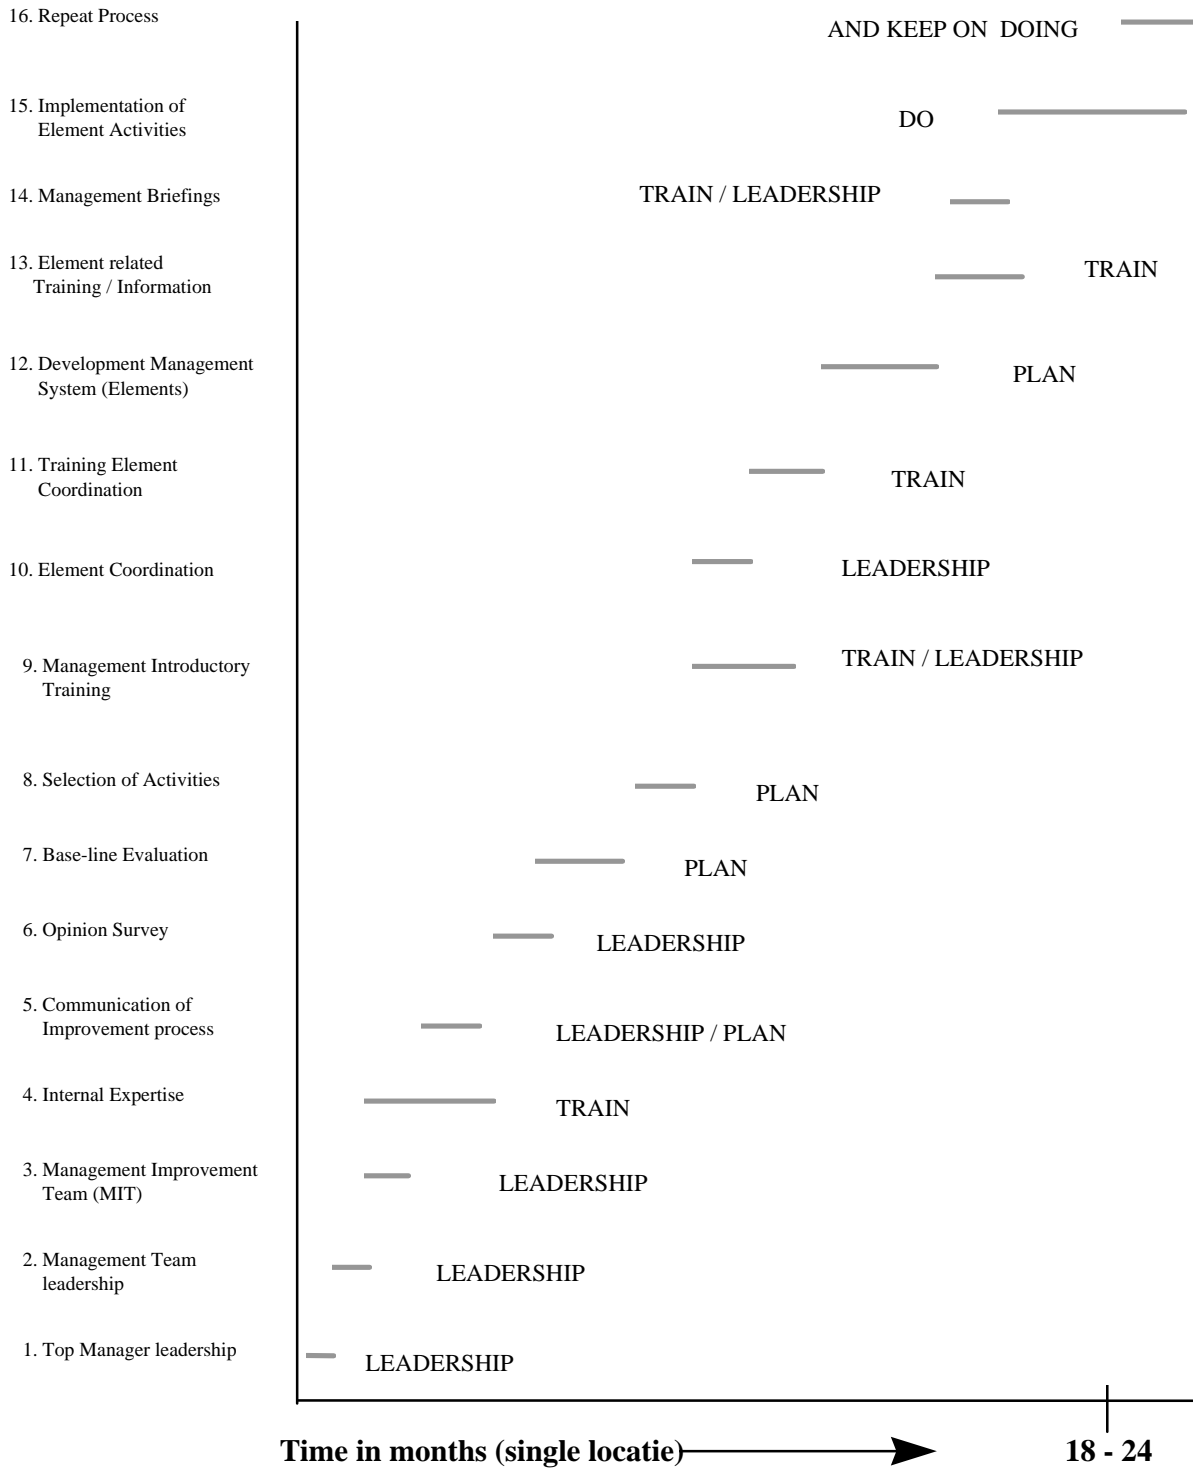 16. Repeat Process
AND KEEP ON DOING
15. Implementation of
Element Activities
DO
14. Management Briefings
TRAIN / LEADERSHIP
13. Element related
Training / Information
TRAIN
12. Development Management
System (Elements)
PLAN
11. Training Element
Coordination
TRAIN
10. Element Coordination
LEADERSHIP
9. Management Introductory
Training
TRAIN / LEADERSHIP
8. Selection of Activities
PLAN
7. Base-line Evaluation
PLAN
6. Opinion Survey
LEADERSHIP
5. Communication of
Improvement process
LEADERSHIP / PLAN
4. Internal Expertise
TRAIN
3. Management Improvement
Team (MIT)
LEADERSHIP
2. Management Team
leadership
LEADERSHIP
1. Top Manager leadership
LEADERSHIP
Time in months (single locatie)
18 - 24